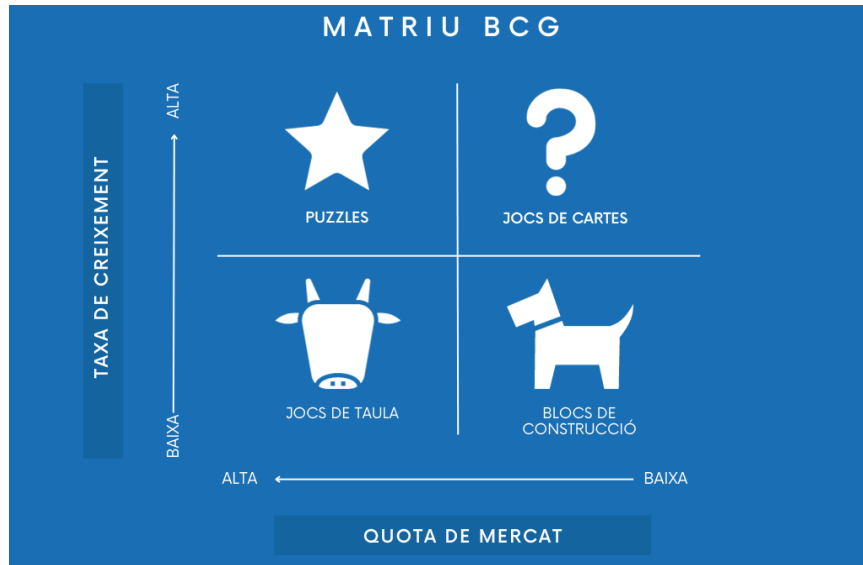 MATRIU BCG
TAXA DE CREIXEMENT
ALTA
BAIXA
PUZZLES
JOCS DE CARTES
JOCS DE TAULA
BLOCS DE
CONSTRUCCIÓ
ALTA
BAIXA
QUOTA DE MERCAT